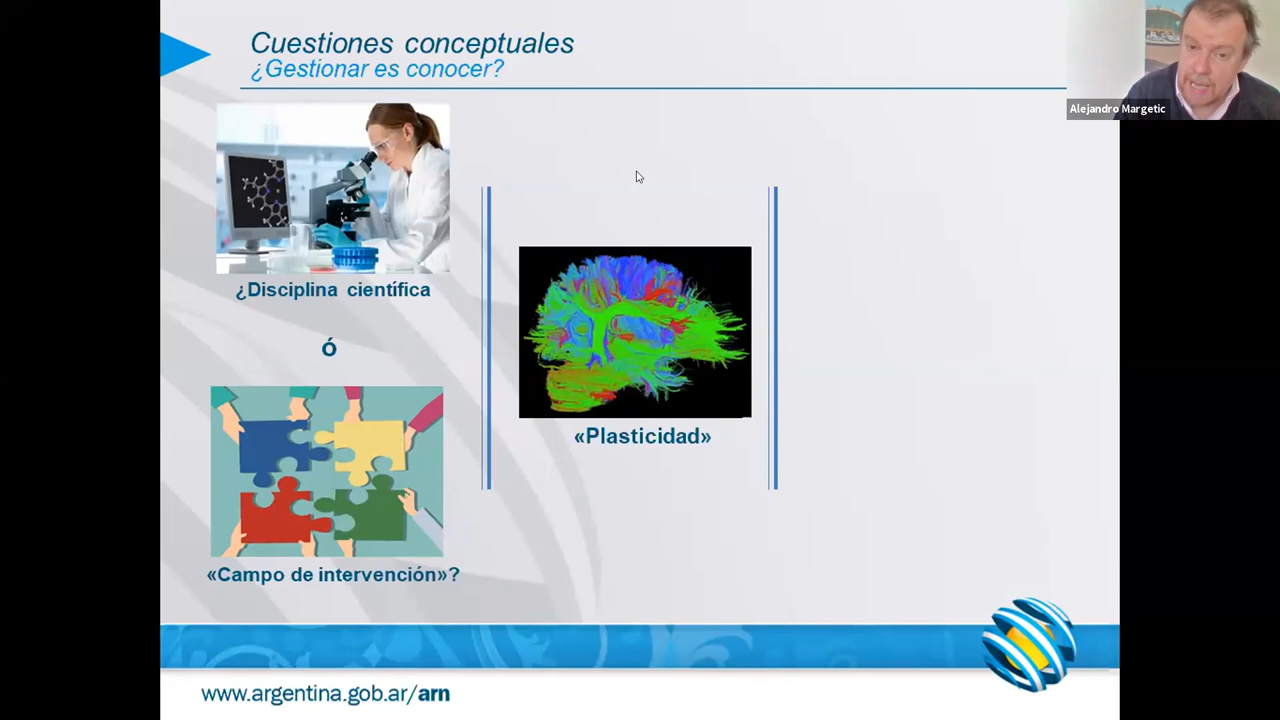 Cuestiones conceptuales
¿Gestionar es conocer?
Alejandro Margetic
¿Disciplina científica
ó
«Campo de intervención»?
«Plasticidad»
www.argentina.gob.ar/arn